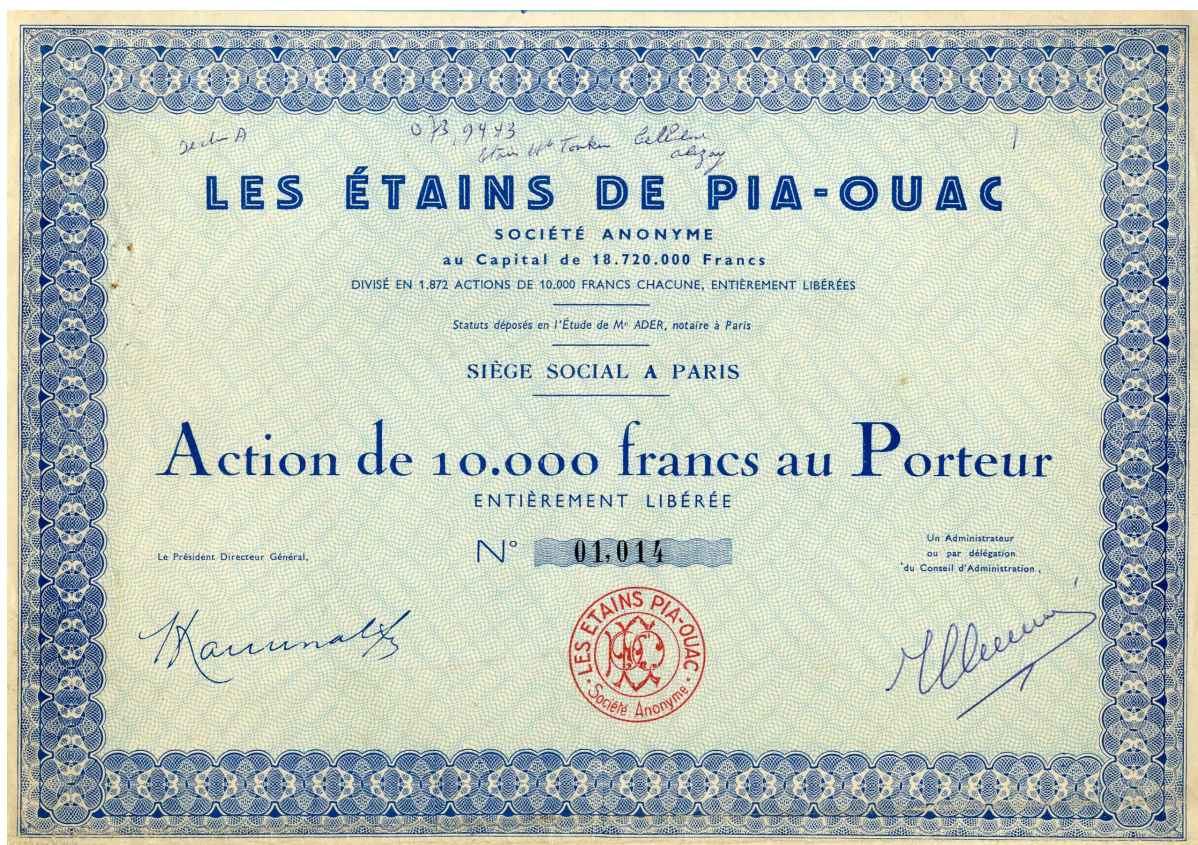 073,9443
LES ÉTAINS DE PIA-OUAC
SOCIÉTÉ ANONYME
au Capital de 18.720.000 Francs
DIVISÉ EN 1.872 ACTIONS DE 10.000 FRANCS CHACUNE, ENTIÈREMENT LIBÉRÉES
Statuts déposés en l'Étude de Me ADER, notaire à Paris
SIÈGE SOCIAL A PARIS
Action de 10.000 francs au Porteur
ENTIÈREMENT LIBÉRÉE
N° 01,014
Le Président Directeur Général,
Un Administrateur
ou par délégation
du Conseil d'Administration,
LES ETAINS PIA-OUAC
Société Anonyme